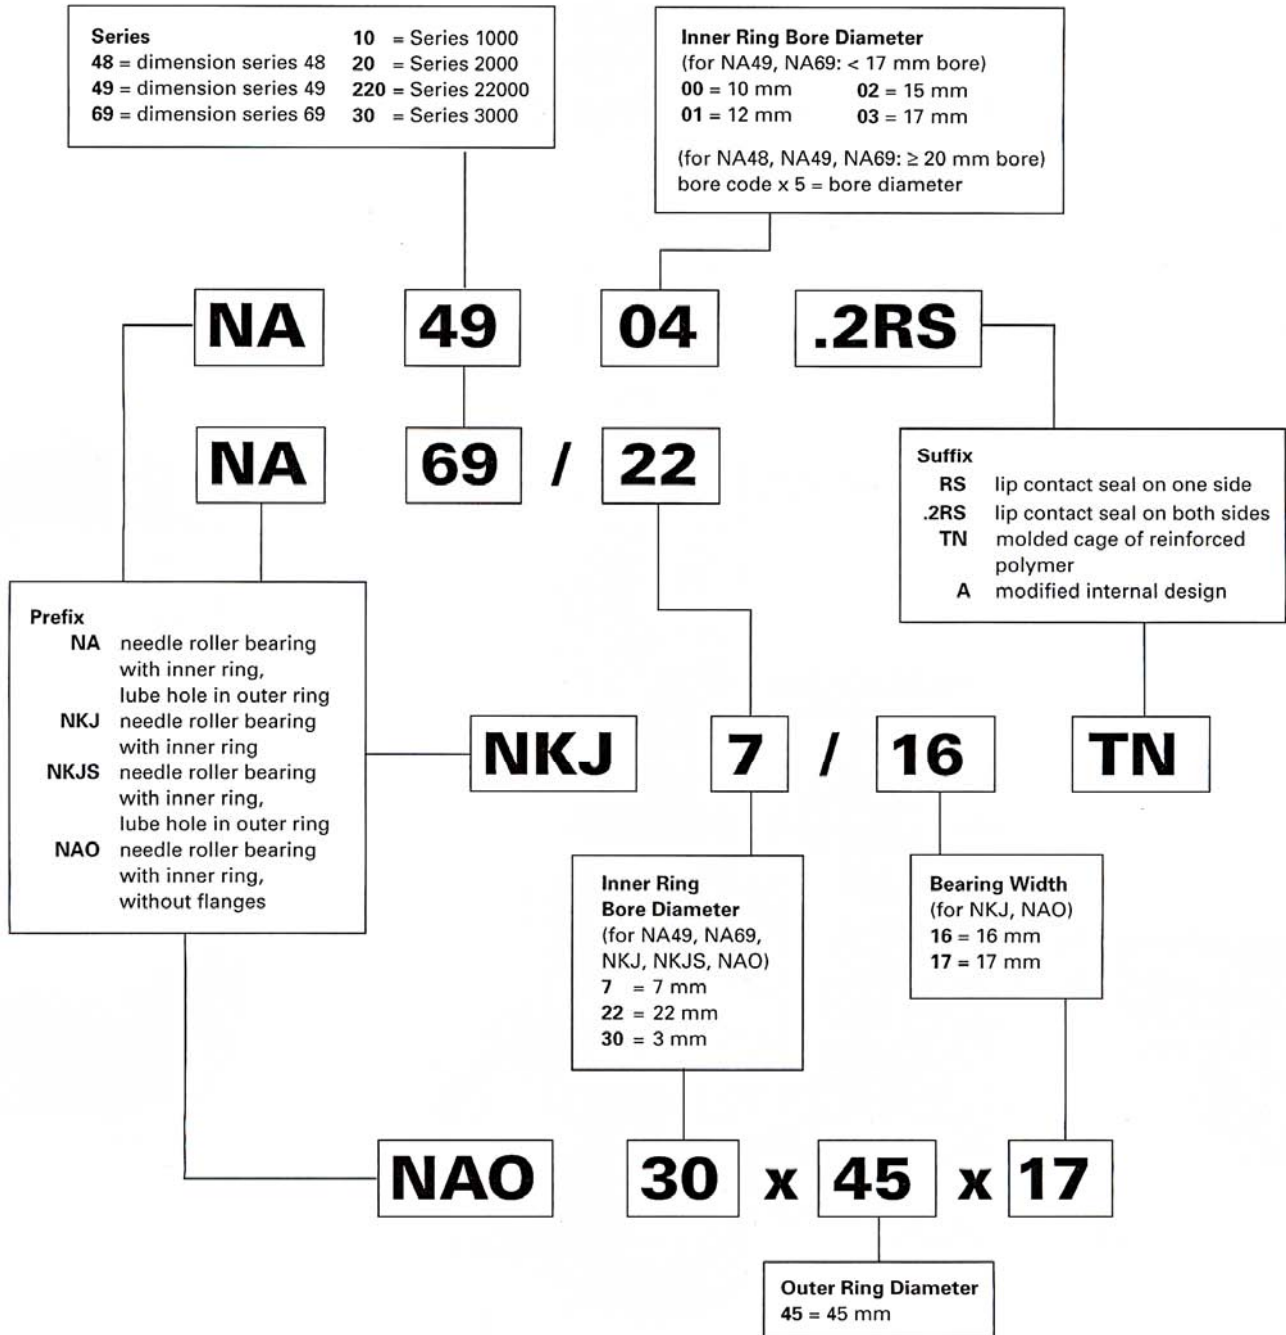 Series
48 = dimension series 48
49 = dimension series 49
69 = dimension series 69
10 = Series 1000
20 = Series 2000
220 = Series 22000
30 = Series 3000
Inner Ring Bore Diameter
(for NA49, NA69: < 17 mm bore)
00 = 10 mm 02 = 15 mm
01 = 12 mm 03 = 17 mm
(for NA48, NA49, NA69: ≥ 20 mm bore)
bore code x 5 = bore diameter
NA 49 04 .2RS
NA 69 / 22
Suffix
RS lip contact seal on one side
.2RS lip contact seal on both sides
TN molded cage of reinforced
polymer
A modified internal design
Prefix
NA needle roller bearing
with inner ring,
lube hole in outer ring
NKJ needle roller bearing
with inner ring
NKJS needle roller bearing
with inner ring,
lube hole in outer ring
NAO needle roller bearing
with inner ring,
without flanges
NKJ 7 / 16 TN
Inner Ring
Bore Diameter
(for NA49, NA69,
NKJ, NKJS, NAO)
7 = 7 mm
22 = 22 mm
30 = 3 mm
Bearing Width
(for NKJ, NAO)
16 = 16 mm
17 = 17 mm
NAO 30 x 45 x 17
Outer Ring Diameter
45 = 45 mm